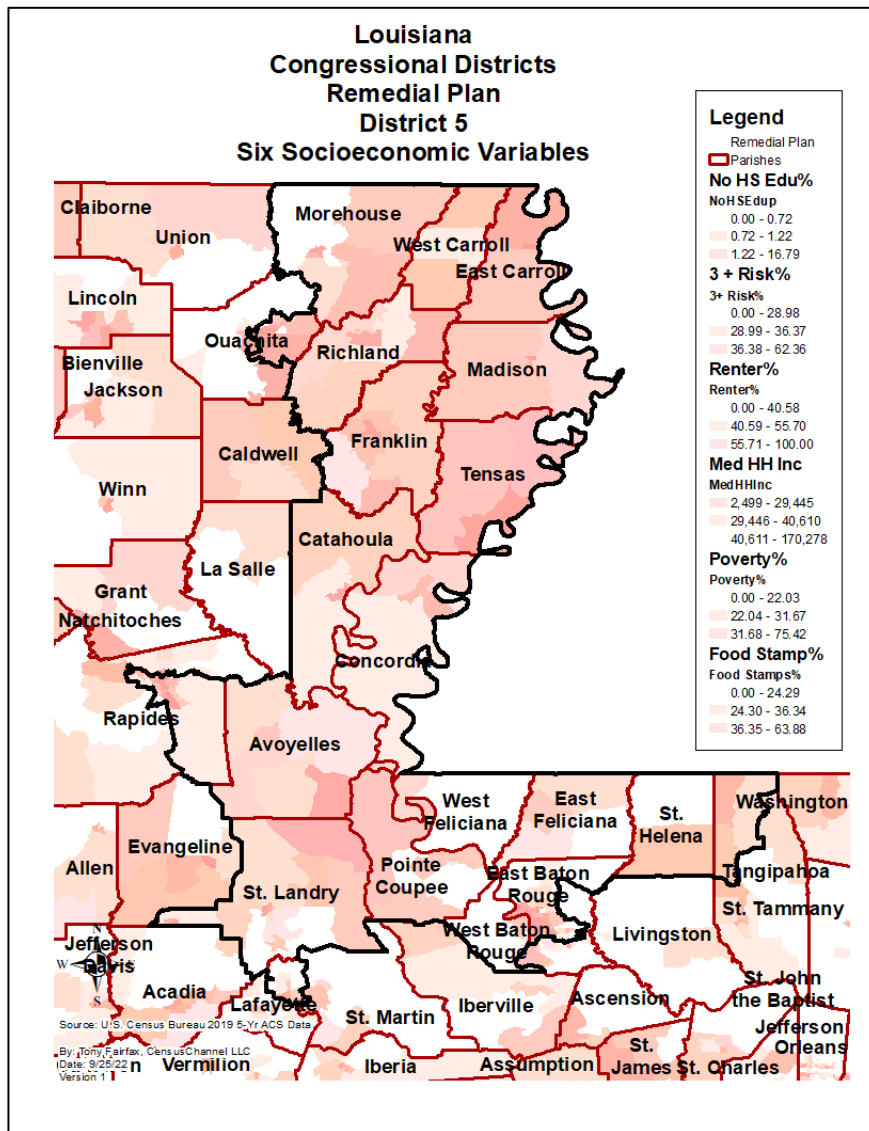 Louisiana
Congressional Districts
Remedial Plan
District 5
Six Socioeconomic Variables
Legend
Remedial Plan
Parishes
No HS Edu%
NoHSEdup
0.00 - 0.72
0.72 - 1.22
1.22 - 16.79
3 + Risk%
3+ Risk%
0.00 - 28.98
28.99 - 36.37
36.38 - 62.36
Renter%
Renter%
0.00 - 40.58
40.59 - 55.70
55.71 - 100.00
Med HH Inc
MedHHInc
2,499 - 29,445
29,446 - 40,610
40,611 - 170,278
Poverty%
Poverty%
0.00 - 22.03
22.04 - 31.67
31.68 - 75.42
Food Stamp%
Food Stamps%
0.00 - 24.29
24.30 - 36.34
36.35 - 63.88
Claiborne
Union
Morehouse
West Carroll
East Carroll
Lincoln
Ouachita
Richland
Madison
Bienville
Jackson
Caldwell
Franklin
Tensas
Winn
Catahoula
La Salle
Grant
Natchitoches
Concordia
Rapides
Avoyelles
West
Feliciana
East
Feliciana
St.
Helena
Washington
Evangeline
Allen
St. Landry
Pointe
Coupee
East Baton
Rouge
Tangipahoa
St. Tammany
West Baton
Rouge
Livingston
Jefferson
Davis
N
W
E
S
Acadia
Lafayette
St. Martin
Iberville
Ascension
St. John
the Baptist
Jefferson
Orleans
Source: U.S. Census Bureau 2019 5-Yr ACS Data
By: Tony Fairfax, CensusChannel LLC
Date: 9/25/22
Version 1
Vermilion
Iberia
Assumption
St.
James
St. Charles